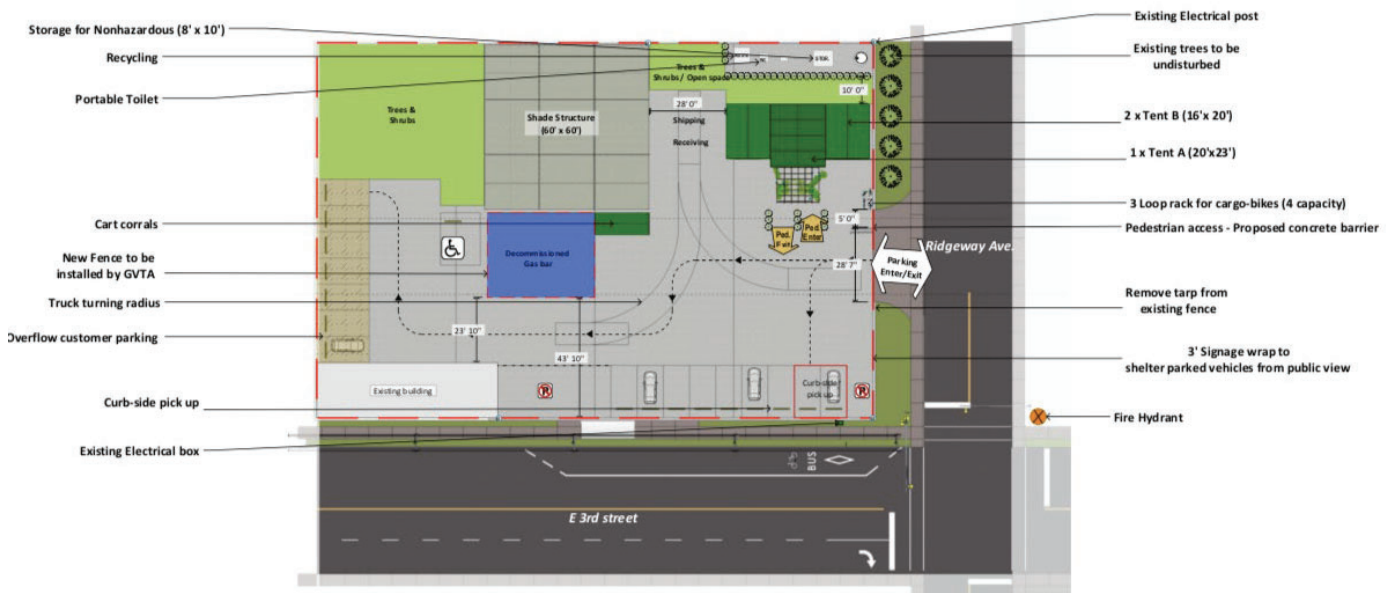 Storage for Nonhazardous (8' x 10')
Recycling
Portable Toilet
Cart corrals
New Fence to be
installed by GVTA
Truck turning radius
Overflow customer parking
Curb-side pick up
Existing Electrical box
Trees &
Shrubs
Shade Structure
(60' x 60')
Trees &
Shrubs/ Open space
28' 0"
Shipping
Receiving
10' 0"
Decommissioned
Gas bar
Ped.
Exit
Ped.
Enter
5' 0"
28' 7"
Parking
Enter/Exit
Ridgeway Ave.
23' 10"
43' 10"
Existing building
P
Curb-side
pick up
P
BUS
E 3rd street
Existing Electrical post
Existing trees to be
undisturbed
2 x Tent B (16'x 20')
1 x Tent A (20'x23')
3 Loop rack for cargo-bikes (4 capacity)
Pedestrian access - Proposed concrete barrier
Remove tarp from
existing fence
3' Signage wrap to
shelter parked vehicles from public view
Fire Hydrant